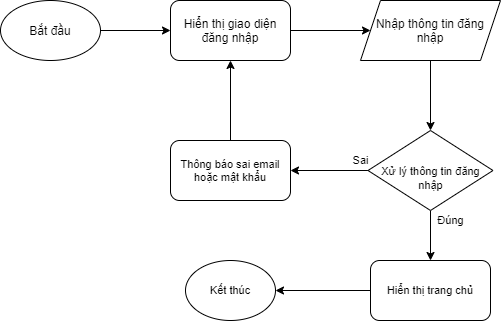 Bắt đầu
Hiển thị giao diện
đăng nhập
Nhập thông tin đăng
nhập
Thông báo sai email
hoặc mật khẩu
Sai
Xử lý thông tin đăng
nhập
Đúng
Kết thúc
Hiển thị trang chủ